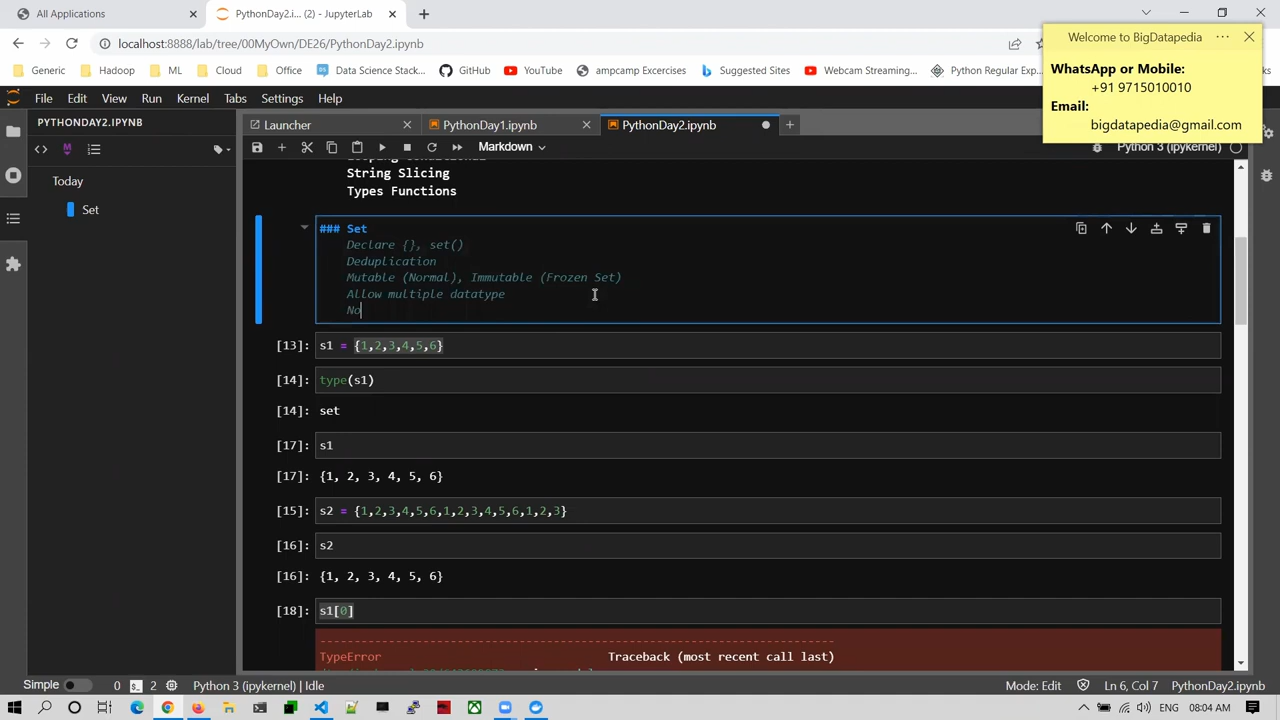 All Applications
PythonDay2.i... (2) - JupyterLab
localhost:8888/lab/tree/00MyOwn/DE26/PythonDay2.ipynb
Generic Hadoop ML Cloud Office Data Science Stack... GitHub YouTube ampcamp Excercises Suggested Sites Webcam Streaming... Python Regular Exp...
Welcome to BigDatapedia
WhatsApp or Mobile:
+91 9715010010
Email:
bigdatapedia@gmail.com
File Edit View Run Kernel Tabs Settings Help
PYTHONDAY2.IPYNB
Today
Set
Launcher
PythonDay1.ipynb
PythonDay2.ipynb
Markdown
Python 3 (ipykernel)
String Slicing
Types Functions
### Set
Declare {}, set()
Deduplication
Mutable (Normal), Immutable (Frozen Set)
Allow multiple datatype
No
[13]: s1 = {1,2,3,4,5,6}
[14]: type(s1)
[14]: set
[17]: s1
[17]: {1, 2, 3, 4, 5, 6}
[15]: s2 = {1,2,3,4,5,6,1,2,3,4,5,6,1,2,3}
[16]: s2
[16]: {1, 2, 3, 4, 5, 6}
[18]: s1[0]
---------------------------------------------------------------------------
TypeError Traceback (most recent call last)
Simple 0 2 Python 3 (ipykernel) | Idle Mode: Edit Ln 6, Col 7 PythonDay2.ipynb
ENG 08:04 AM